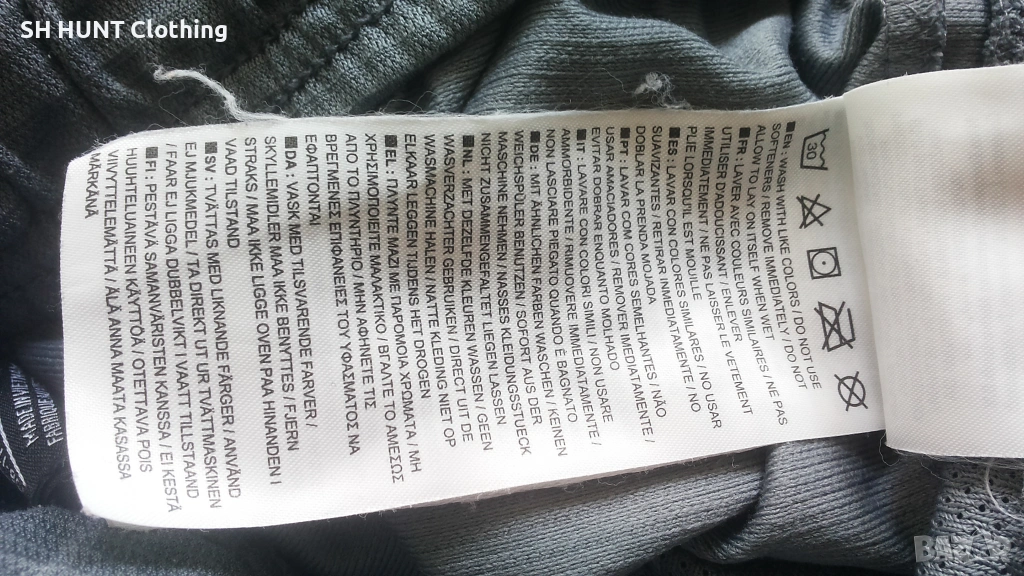 SH HUNT Clothing
30
EN : WASH WITH LIKE COLORS / DO NOT USE
SOFTENERS / REMOVE IMMEDIATELY / DO NOT
ALLOW TO LAY ON ITSELF WHEN WET
FR : LAVER AVEC COULEURS SIMILAIRES / NE PAS
UTILISER D'ADOUCISSANT / ENLEVER
IMMEDIATEMENT / NE PAS LAISSER LE VETEMENT
PLIE LORSQU'IL EST MOUILLE
ES : LAVAR CON COLORES SIMILARES / NO USAR
SUAVIZANTES / RETIRAR INMEDIATAMENTE / NO
DOBLAR LA PRENDA MOJADA
PT : LAVAR COM CORES SEMELHANTES / NÃO
USAR AMACIADORES / REMOVER IMEDIATAMENTE /
EVITAR DOBRAR ENQUANTO MOLHADO
IT : LAVARE CON COLORI SIMILI / NON USARE
AMMORBIDENTE / RIMUOVERE IMMEDIATAMENTE /
NON LASCIARE PIEGATO QUANDO È BAGNATO
DE : MIT ÄHNLICHEN FARBEN WASCHEN / KEINEN
WEICHSPÜLER BENUTZEN / SOFORT AUS DER
MASCHINE NEHMEN / NASSES KLEIDUNGSSTUECK
NICHT ZUSAMMENGEFALTET LIEGEN LASSEN
NL : MET DEZELFDE KLEUREN WASSEN / GEEN
WASVERZACHTER GEBRUIKEN / DIRECT UIT DE
WASMACHINE HALEN / NATTE KLEDING NIET OP
ELKAAR LEGGEN TIJDENS HET DROGEN
EL : ΠΛΥΝΤΕ ΜΑΖΙ ΜΕ ΠΑΡΟΜΟΙΑ ΧΡΩΜΑΤΑ / ΜΗ
ΧΡΗΣΙΜΟΠΟΙΕΙΤΕ ΜΑΛΑΚΤΙΚΟ / ΒΓΑΛΤΕ ΤΟ ΑΜΕΣΩΣ
ΑΠΟ ΤΟ ΠΛΥΝΤΗΡΙΟ / ΜΗΝ ΑΦΗΝΕΤΕ ΤΙΣ
ΒΡΕΓΜΕΝΕΣ ΕΠΙΦΑΝΕΙΕΣ ΤΟΥ ΥΦΑΣΜΑΤΟΣ ΝΑ
ΕΦΑΠΤΟΝΤΑΙ
DA : VASK MED TILSVARENDE FARVER /
SKYLLEMIDLER MAA IKKE BENYTTES / FJERN
STRAKS / MAA IKKE LIGGE OVEN PAA HINANDEN I
VAAD TILSTAND
SV : TVÄTTAS MED LIKNANDE FÄRGER / ANVÄND
EJ MJUKMEDEL / TA DIREKT UT UR TVÄTTMASKINEN
/ FAAR EJ LIGGA DUBBELVIKT I VAATT TILLSTAAND
FI : PESTÄVÄ SAMANVÄRISTEN KANSSA / EI KESTÄ
HUUHTELUAINEEN KÄYTTÖÄ / OTETTAVA POIS
VIIVYTTELEMÄTTÄ / ÄLÄ ANNA MAATA KASASSA
MÄRKÄNÄ
MADE IN